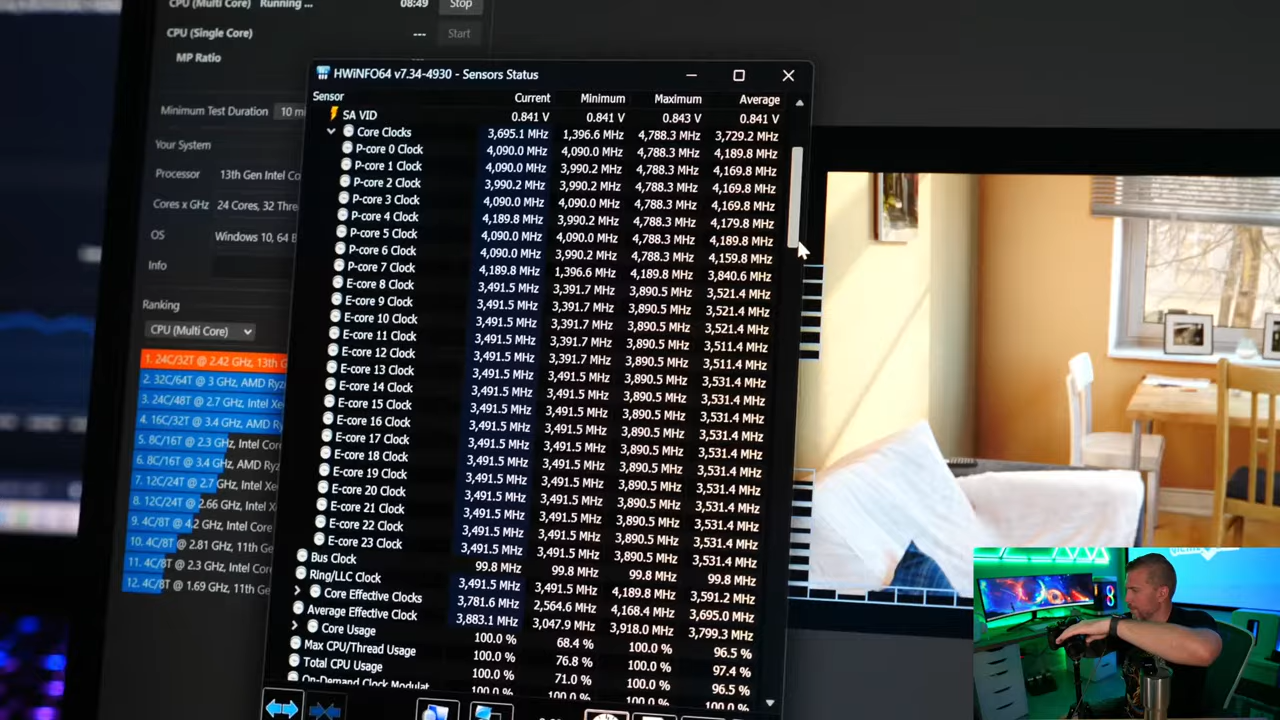 CPU (Multi Core) Running ... 08:49 Stop
CPU (Single Core) --- Start
MP Ratio
Minimum Test Duration 10 mi
Your System
Processor 13th Gen Intel Co
Cores x GHz 24 Cores, 32 Thre
OS Windows 10, 64 B
Info
Ranking
CPU (Multi Core)
1. 24C/32T @ 2.42 GHz, 13th G
2. 32C/64T @ 3 GHz, AMD Ryz
3. 24C/48T @ 2.7 GHz, Intel Xe
4. 16C/32T @ 3.4 GHz, AMD R
5. 8C/16T @ 2.3 GHz, Intel Core
6. 8C/16T @ 3.4 GHz, AMD Ryz
7. 12C/24T @ 2.7 GHz, Intel Xe
8. 12C/24T @ 2.66 GHz, Intel Xe
9. 4C/8T @ 4.2 GHz, Intel Core
10. 4C/8T @ 2.81 GHz, 11th Ge
11. 4C/8T @ 2.3 GHz, Intel Cor
12. 4C/8T @ 1.69 GHz, 11th Ge
HWiNFO64 v7.34-4930 - Sensors Status
Sensor Current Minimum Maximum Average
SA VID 0.841 V 0.841 V 0.843 V 0.841 V
Core Clocks 3,695.1 MHz 1,396.6 MHz 4,788.3 MHz 3,729.2 MHz
P-core 0 Clock 4,090.0 MHz 4,090.0 MHz 4,788.3 MHz 4,189.8 MHz
P-core 1 Clock 4,090.0 MHz 3,990.2 MHz 4,788.3 MHz 4,169.8 MHz
P-core 2 Clock 3,990.2 MHz 3,990.2 MHz 4,788.3 MHz 4,169.8 MHz
P-core 3 Clock 4,090.0 MHz 4,090.0 MHz 4,788.3 MHz 4,169.8 MHz
P-core 4 Clock 4,189.8 MHz 3,990.2 MHz 4,788.3 MHz 4,179.8 MHz
P-core 5 Clock 4,090.0 MHz 4,090.0 MHz 4,788.3 MHz 4,189.8 MHz
P-core 6 Clock 4,090.0 MHz 3,990.2 MHz 4,788.3 MHz 4,159.8 MHz
P-core 7 Clock 4,189.8 MHz 1,396.6 MHz 4,189.8 MHz 3,840.6 MHz
E-core 8 Clock 3,491.5 MHz 3,391.7 MHz 3,890.5 MHz 3,521.4 MHz
E-core 9 Clock 3,491.5 MHz 3,391.7 MHz 3,890.5 MHz 3,521.4 MHz
E-core 10 Clock 3,491.5 MHz 3,391.7 MHz 3,890.5 MHz 3,521.4 MHz
E-core 11 Clock 3,491.5 MHz 3,391.7 MHz 3,890.5 MHz 3,511.4 MHz
E-core 12 Clock 3,491.5 MHz 3,391.7 MHz 3,890.5 MHz 3,511.4 MHz
E-core 13 Clock 3,491.5 MHz 3,491.5 MHz 3,890.5 MHz 3,531.4 MHz
E-core 14 Clock 3,491.5 MHz 3,491.5 MHz 3,890.5 MHz 3,531.4 MHz
E-core 15 Clock 3,491.5 MHz 3,491.5 MHz 3,890.5 MHz 3,531.4 MHz
E-core 16 Clock 3,491.5 MHz 3,491.5 MHz 3,890.5 MHz 3,531.4 MHz
E-core 17 Clock 3,491.5 MHz 3,491.5 MHz 3,890.5 MHz 3,531.4 MHz
E-core 18 Clock 3,491.5 MHz 3,491.5 MHz 3,890.5 MHz 3,531.4 MHz
E-core 19 Clock 3,491.5 MHz 3,491.5 MHz 3,890.5 MHz 3,531.4 MHz
E-core 20 Clock 3,491.5 MHz 3,491.5 MHz 3,890.5 MHz 3,531.4 MHz
E-core 21 Clock 3,491.5 MHz 3,491.5 MHz 3,890.5 MHz 3,531.4 MHz
E-core 22 Clock 3,491.5 MHz 3,491.5 MHz 3,890.5 MHz 3,531.4 MHz
E-core 23 Clock 3,491.5 MHz 3,491.5 MHz 3,890.5 MHz 3,531.4 MHz
Bus Clock 99.8 MHz 99.8 MHz 99.8 MHz 99.8 MHz
Ring/LLC Clock 3,491.5 MHz 3,491.5 MHz 4,189.8 MHz 3,591.2 MHz
Core Effective Clocks 3,781.6 MHz 2,564.6 MHz 4,168.4 MHz 3,695.0 MHz
Average Effective Clock 3,883.1 MHz 3,047.9 MHz 3,918.0 MHz 3,799.3 MHz
Core Usage 100.0 % 68.4 % 100.0 % 96.5 %
Max CPU/Thread Usage 100.0 % 76.8 % 100.0 % 97.4 %
Total CPU Usage 100.0 % 71.0 % 100.0 % 96.5 %
On-Demand Clock Modulat 100.0 % 100.0 % 100.0 % 100.0 %